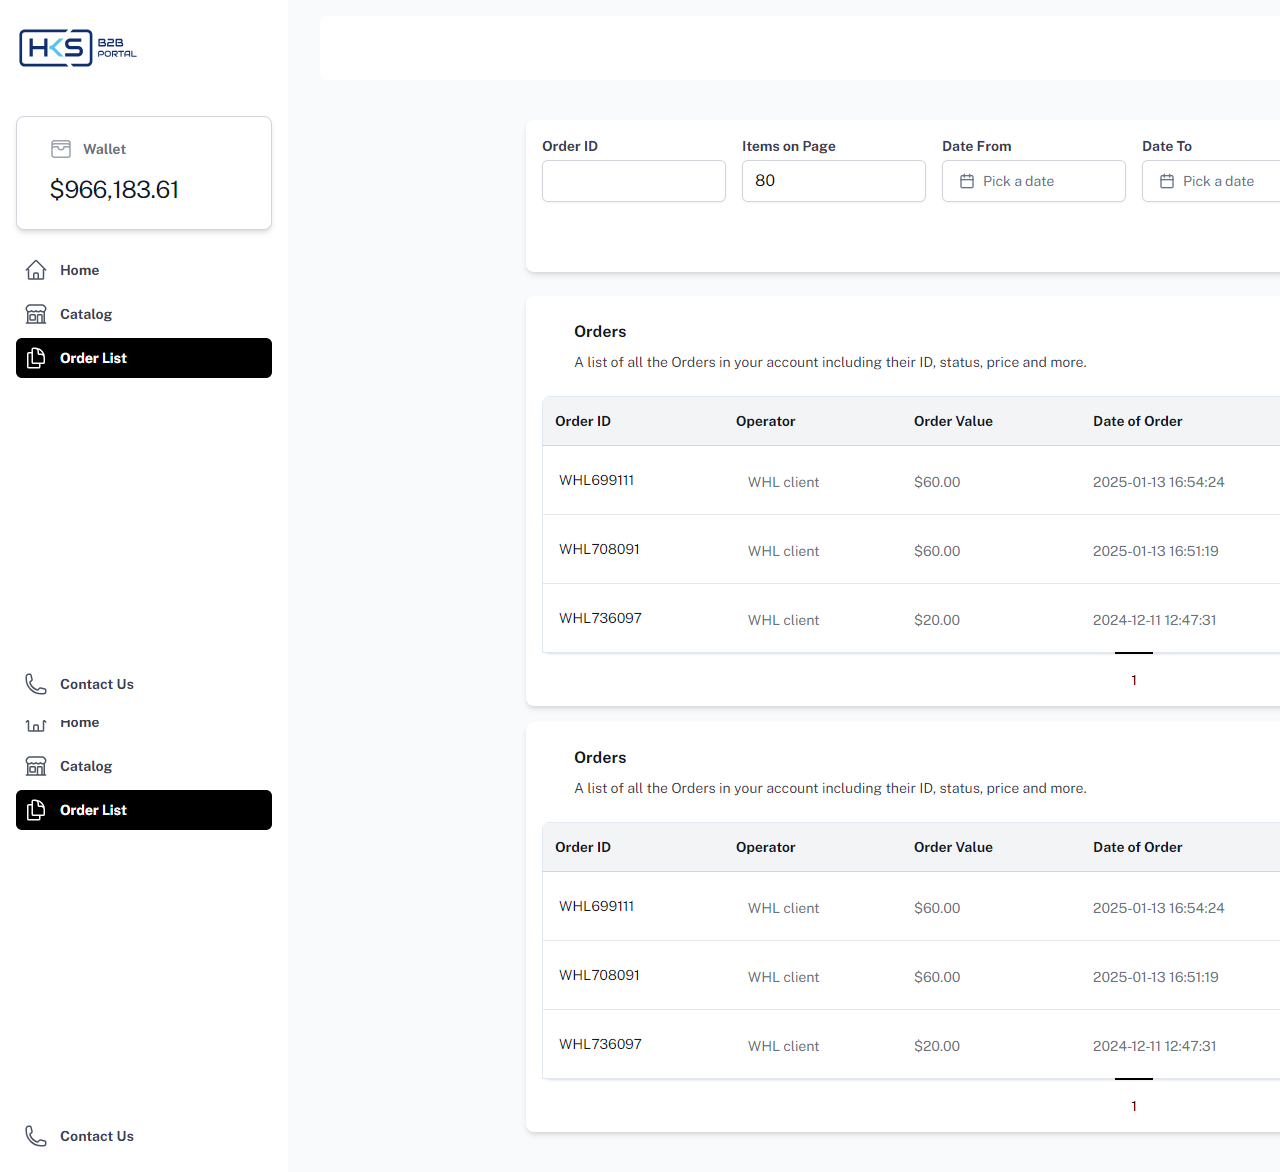 HKS B2B PORTAL
Wallet
$966,183.61
Home
Catalog
Order List
Contact Us
Home
Catalog
Order List
Contact Us
Order ID
Items on Page
Date From
Date To
80
Pick a date
Pick a date
Orders
A list of all the Orders in your account including their ID, status, price and more.
Order ID Operator Order Value Date of Order
WHL699111 WHL client $60.00 2025-01-13 16:54:24
WHL708091 WHL client $60.00 2025-01-13 16:51:19
WHL736097 WHL client $20.00 2024-12-11 12:47:31
1
Orders
A list of all the Orders in your account including their ID, status, price and more.
Order ID Operator Order Value Date of Order
WHL699111 WHL client $60.00 2025-01-13 16:54:24
WHL708091 WHL client $60.00 2025-01-13 16:51:19
WHL736097 WHL client $20.00 2024-12-11 12:47:31
1